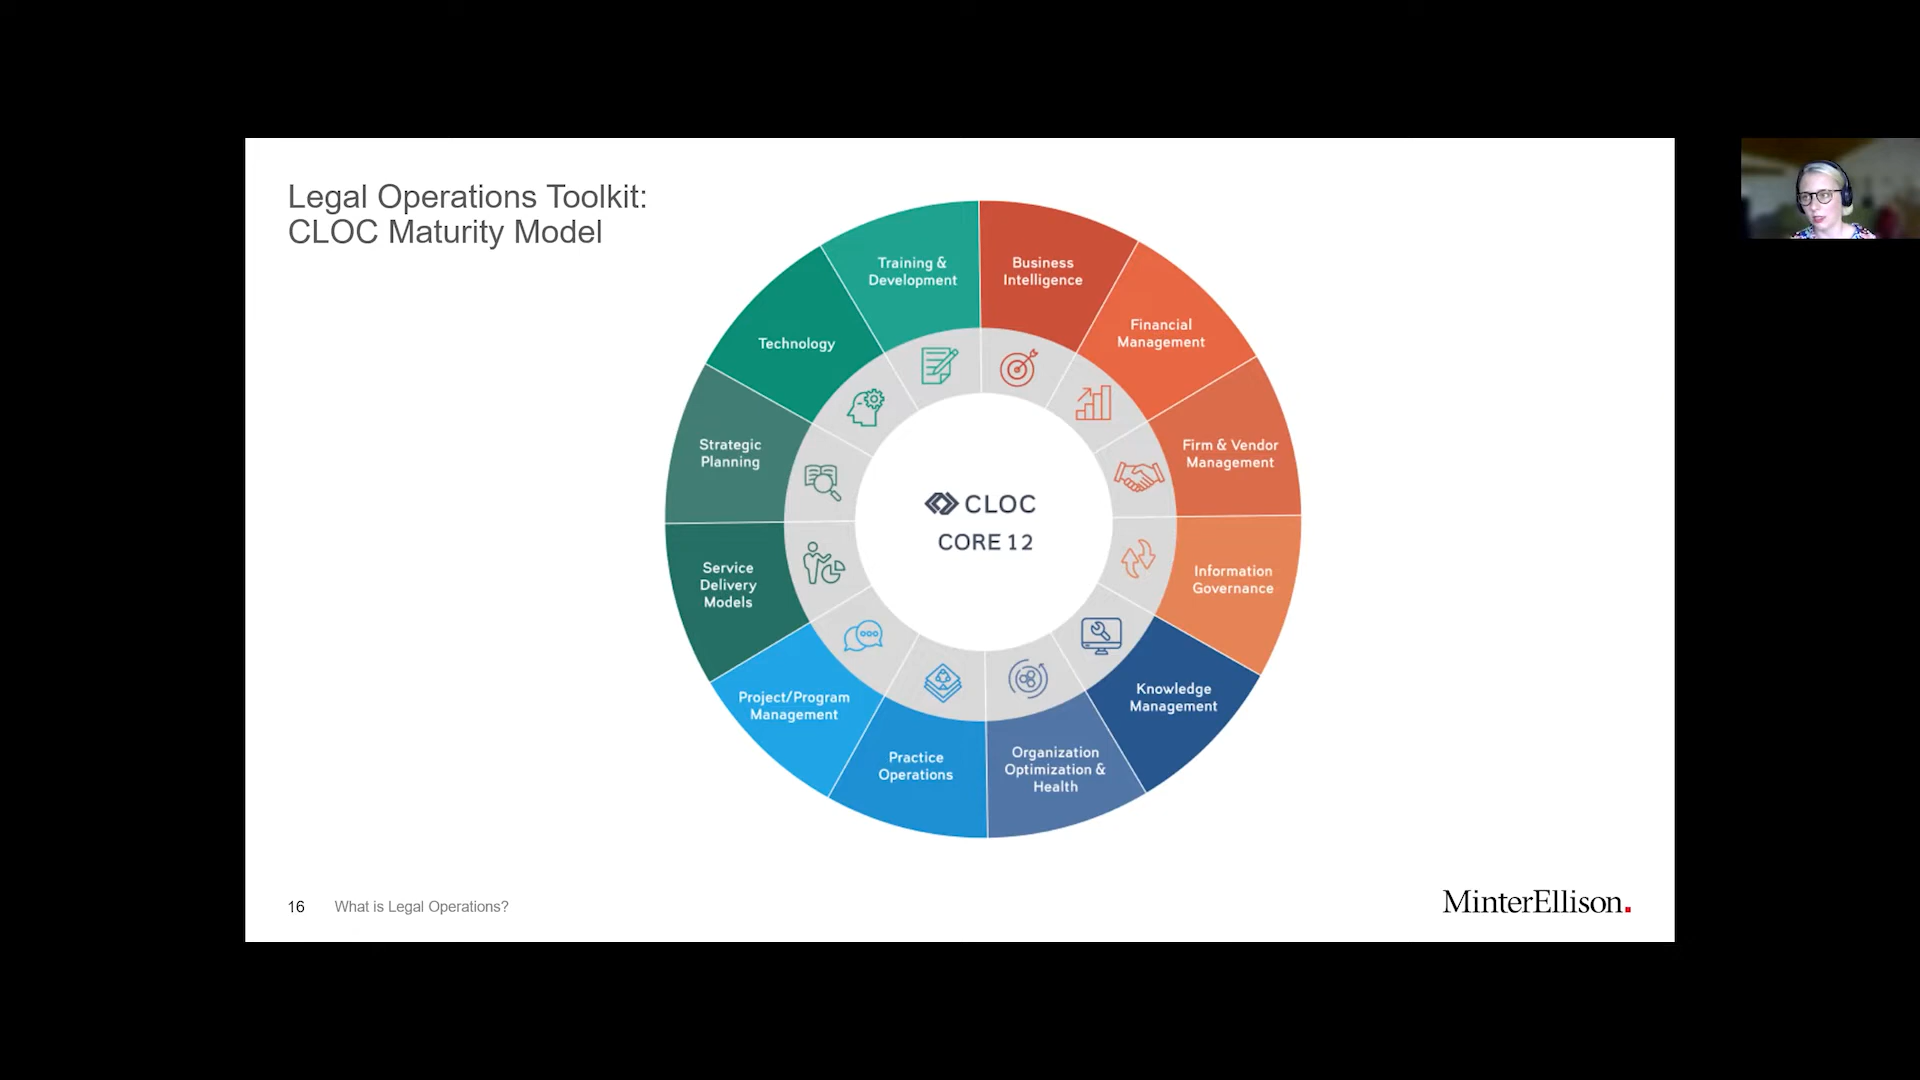 Legal Operations Toolkit:
CLOC Maturity Model
Training &
Development
Business
Intelligence
Technology
Financial
Management
Strategic
Planning
Firm & Vendor
Management
CLOC
CORE 12
Service
Delivery
Models
Information
Governance
Project/Program
Management
Knowledge
Management
Practice
Operations
Organization
Optimization &
Health
16
What is Legal Operations?
MinterEllison.